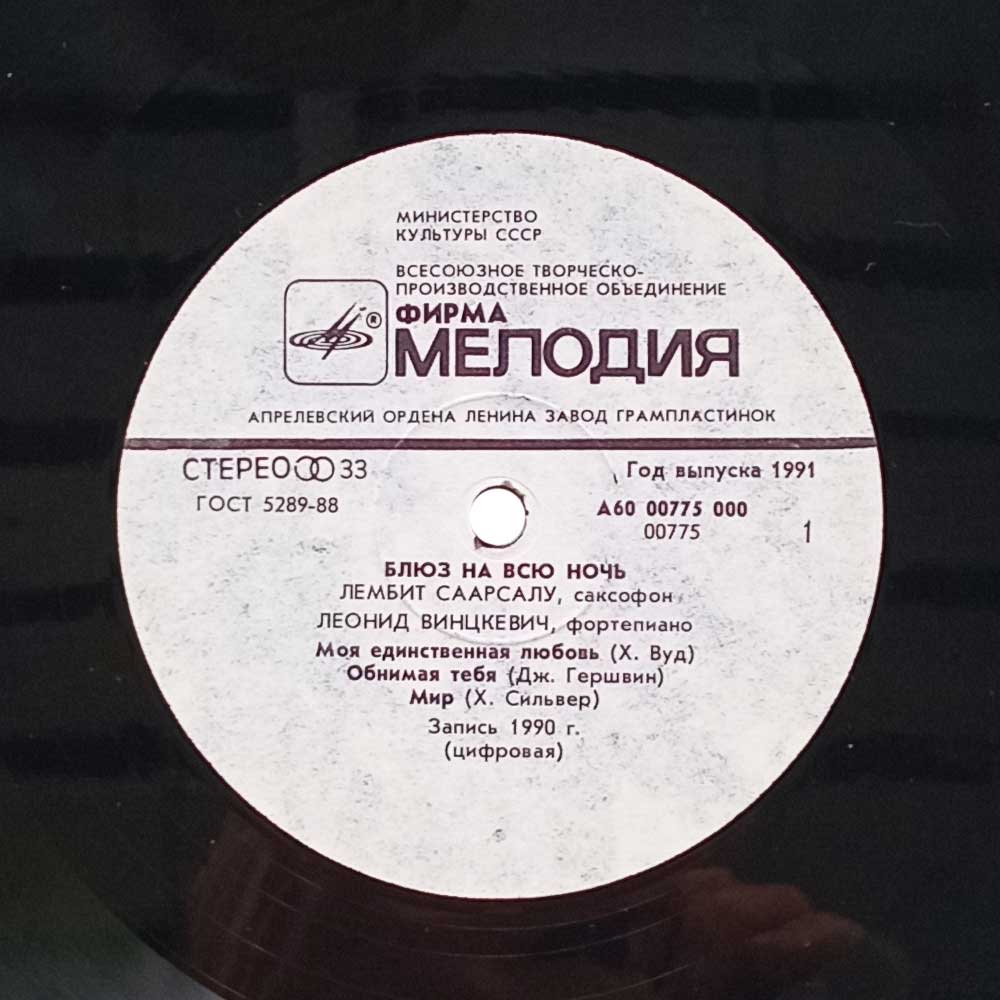 МИНИСТЕРСТВО
КУЛЬТУРЫ СССР
ВСЕСОЮЗНОЕ ТВОРЧЕСКО-
ПРОИЗВОДСТВЕННОЕ ОБЪЕДИНЕНИЕ
ФИРМА
®
МЕЛОДИЯ
АПРЕЛЕВСКИЙ ОРДЕНА ЛЕНИНА ЗАВОД ГРАМПЛАСТИНОК
СТЕРЕО 33
Год выпуска 1991
ГОСТ 5289-88
А60 00775 000
00775
1
БЛЮЗ НА ВСЮ НОЧЬ
ЛЕМБИТ СААРСАЛУ, саксофон
ЛЕОНИД ВИНЦКЕВИЧ, фортепиано
Моя единственная любовь (Х. Вуд)
Обнимая тебя (Дж. Гершвин)
Мир (Х. Сильвер)
Запись 1990 г.
(цифровая)